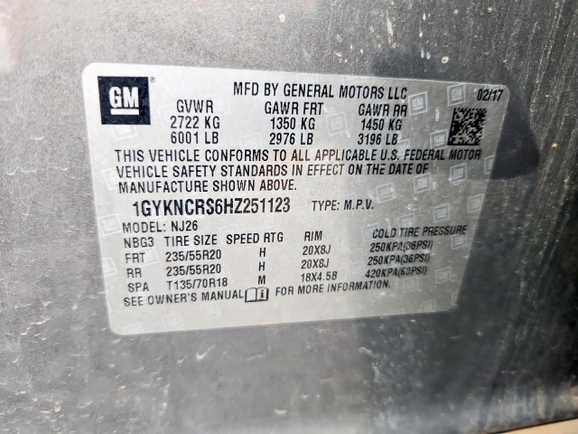 GM
MFD BY GENERAL MOTORS LLC 02/17
GVWR GAWR FRT GAWR RR
2722 KG 1350 KG 1450 KG
6001 LB 2976 LB 3196 LB
THIS VEHICLE CONFORMS TO ALL APPLICABLE U.S. FEDERAL MOTOR
VEHICLE SAFETY STANDARDS IN EFFECT ON THE DATE OF
MANUFACTURE SHOWN ABOVE.
1GYKNCRS6HZ251123 TYPE: M.P.V.
MODEL: NJ26
NBG3 TIRE SIZE SPEED RTG RIM COLD TIRE PRESSURE
FRT 235/55R20 H 20X8J 250KPA(36PSI)
RR 235/55R20 H 20X8J 250KPA(36PSI)
SPA T135/70R18 M 18X4.5B 420KPA(60PSI)
SEE OWNER'S MANUAL FOR MORE INFORMATION.